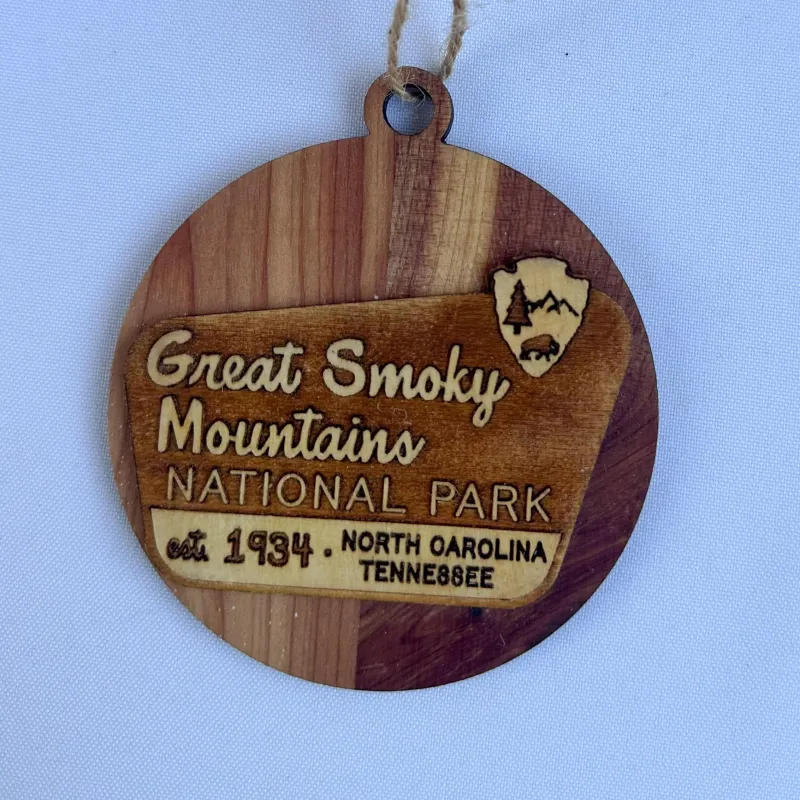 Great Smoky
Mountains
NATIONAL PARK
est. 1934 · NORTH CAROLINA
TENNESSEE